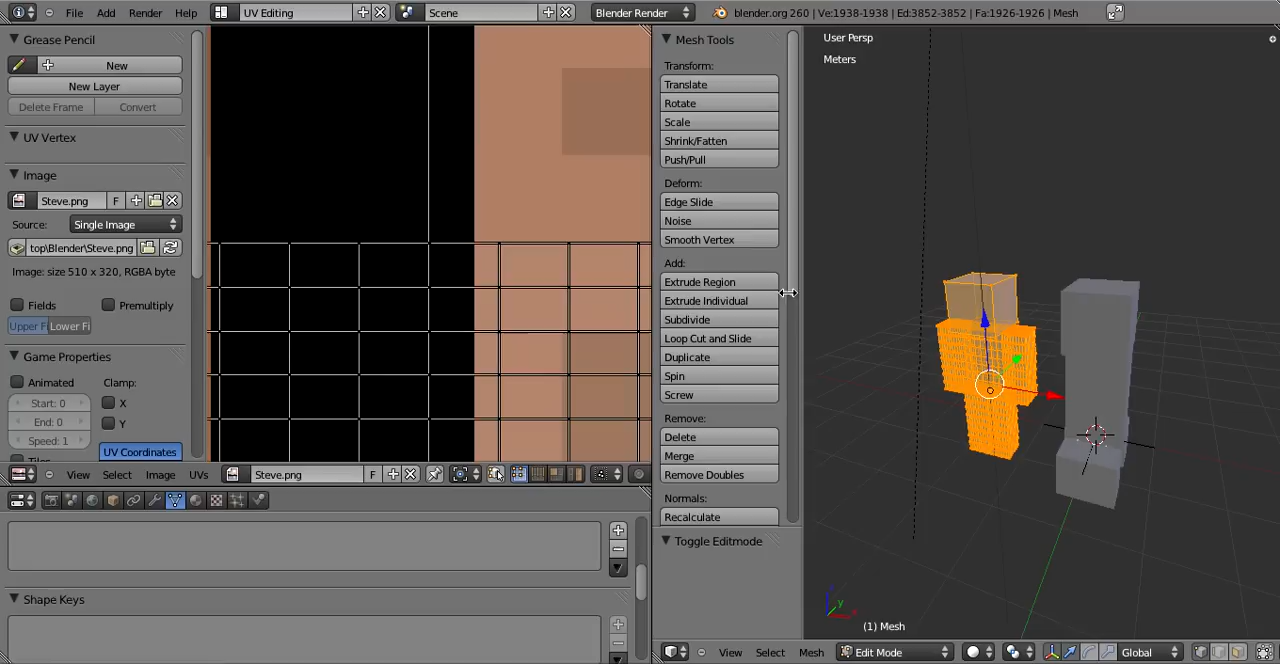 File Add Render Help UV Editing Scene Blender Render blender.org 260 | Ve:1938-1938 | Ed:3852-3852 | Fa:1926-1926 | Mesh
Grease Pencil
New
New Layer
Delete Frame Convert
UV Vertex
Image
Steve.png F
Source: Single Image
top\Blender\Steve.png
Image: size 510 x 320, RGBA byte
Fields Premultiply
Upper F Lower Fi
Game Properties
Animated Clamp:
Start: 0 X
End: 0 Y
Speed: 1
UV Coordinates
View Select Image UVs Steve.png F
Shape Keys
Mesh Tools
Transform:
Translate
Rotate
Scale
Shrink/Fatten
Push/Pull
Deform:
Edge Slide
Noise
Smooth Vertex
Add:
Extrude Region
Extrude Individual
Subdivide
Loop Cut and Slide
Duplicate
Spin
Screw
Remove:
Delete
Merge
Remove Doubles
Normals:
Recalculate
Toggle Editmode
User Persp
Meters
z
y
x
(1) Mesh
View Select Mesh Edit Mode Global